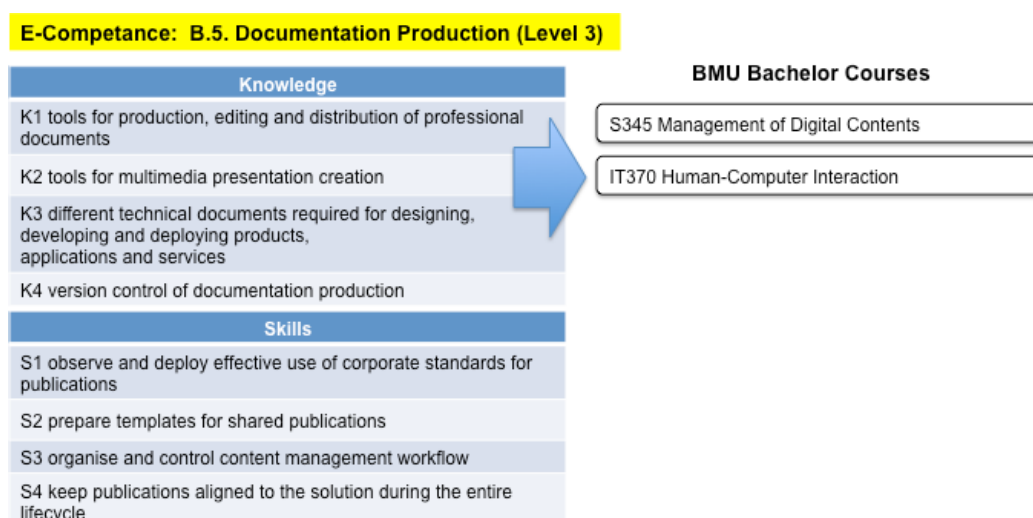 E-Competance: B.5. Documentation Production (Level 3)
Knowledge
K1 tools for production, editing and distribution of professional
documents
K2 tools for multimedia presentation creation
K3 different technical documents required for designing,
developing and deploying products,
applications and services
K4 version control of documentation production
Skills
S1 observe and deploy effective use of corporate standards for
publications
S2 prepare templates for shared publications
S3 organise and control content management workflow
S4 keep publications aligned to the solution during the entire
lifecycle
BMU Bachelor Courses
S345 Management of Digital Contents
IT370 Human-Computer Interaction